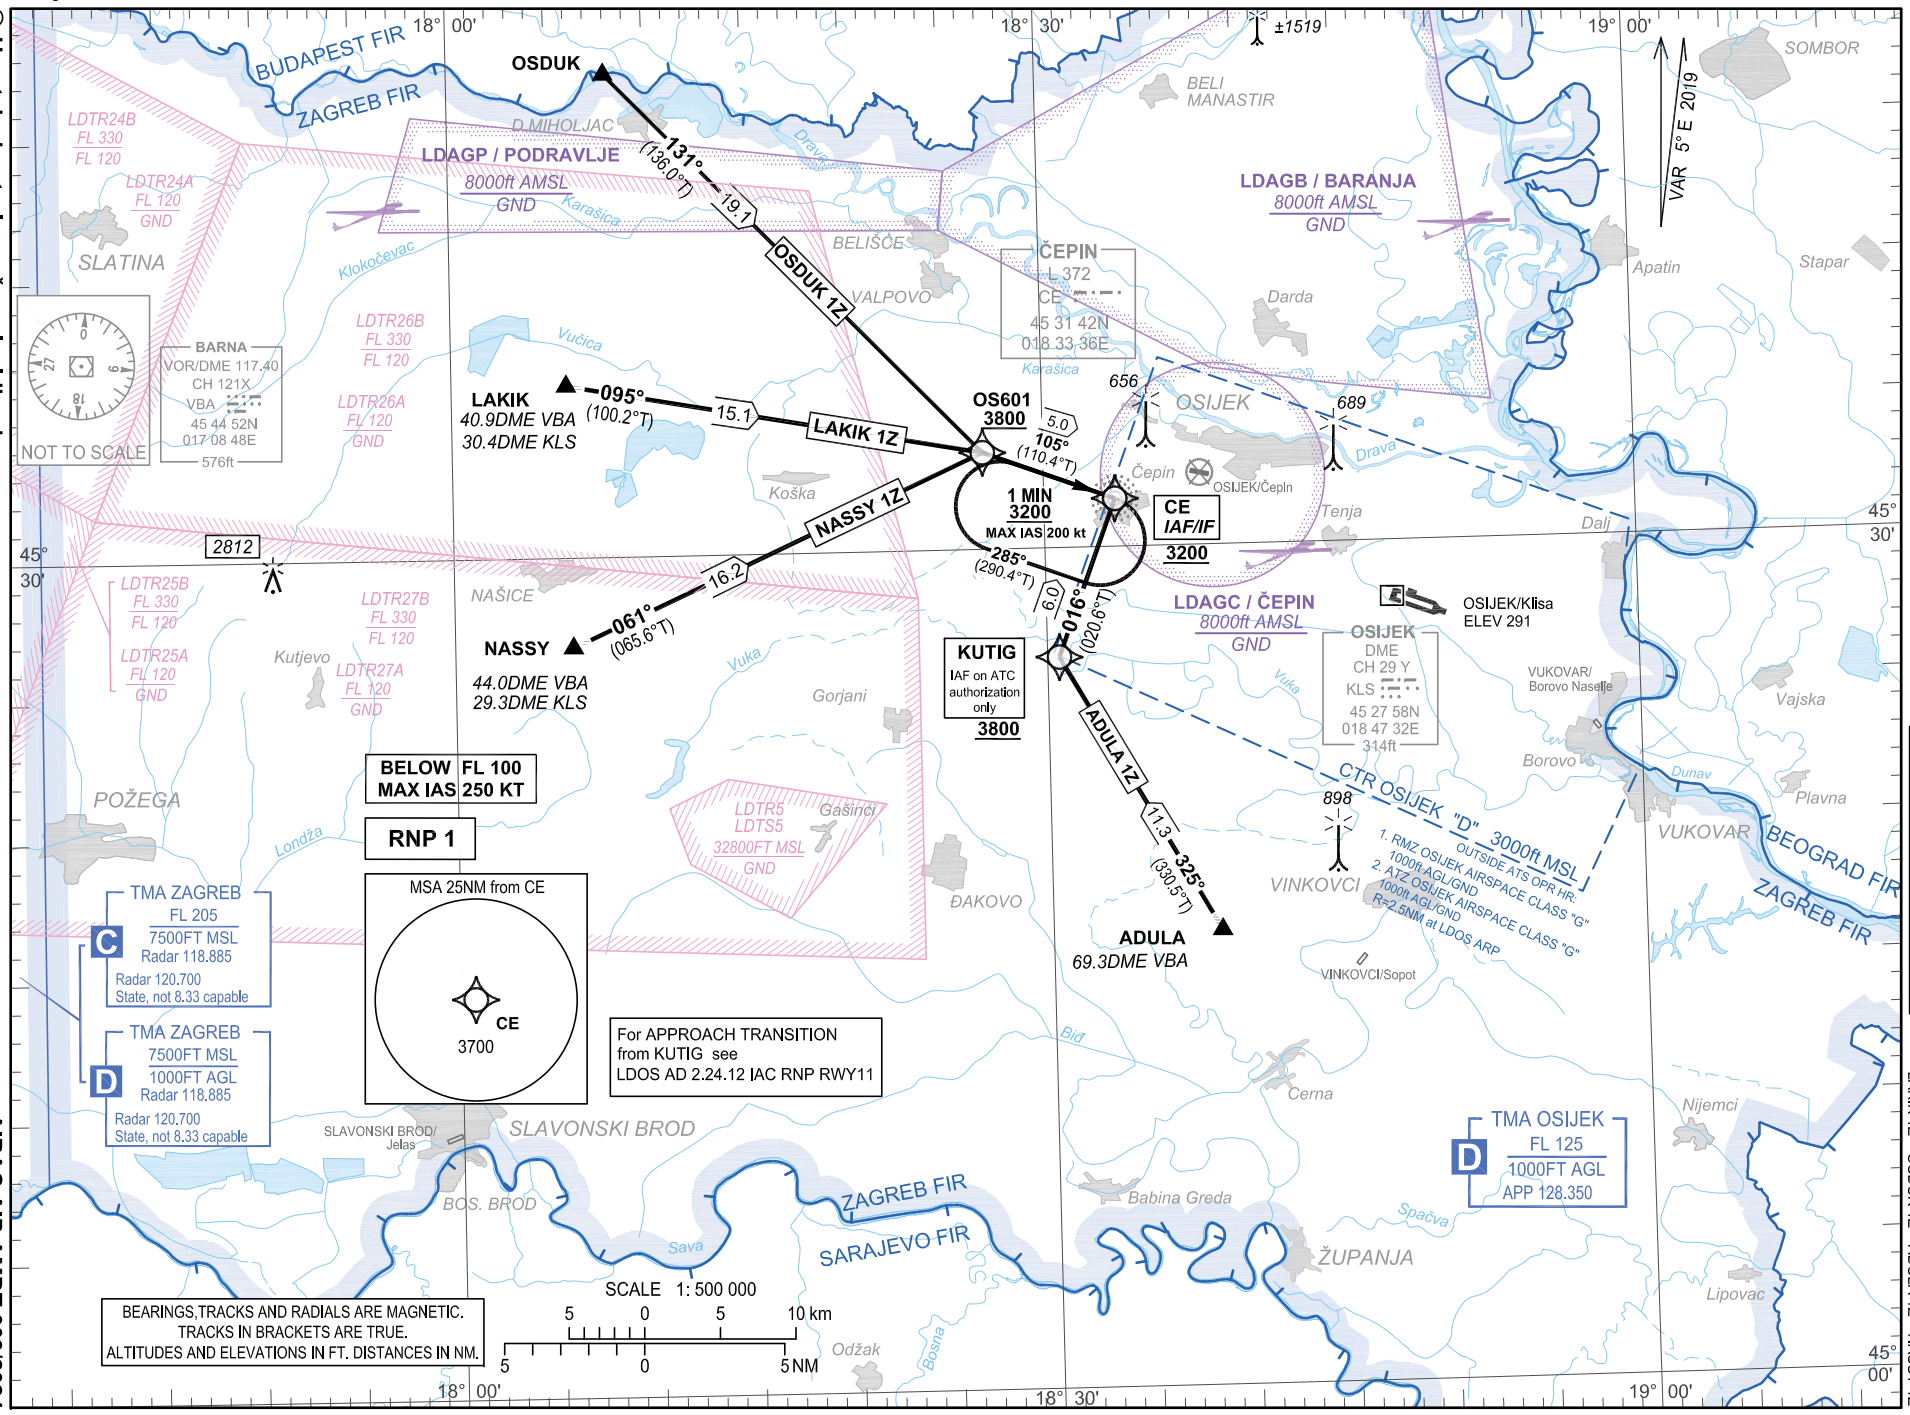 18° 00'
18° 30'
19° 00'
BUDAPEST FIR
ZAGREB FIR
OSDUK
±1519
SOMBOR
BELI
MANASTIR
VAR 5° E 2019
LDTR24B
FL 330
FL 120
D.MIHOLJAC
Drava
131°
(136.0°T)
19.1
OSDUK 1Z
LDAGP / PODRAVLJE
8000ft AMSL
GND
LDAGB / BARANJA
8000ft AMSL
GND
LDTR24A
FL 120
GND
Karašica
SLATINA
Klokočevac
BELIŠĆE
VALPOVO
ČEPIN
L 372
CE
45 31 42N
018 33 36E
Karašica
Darda
Apatin
Stapar
0
9
18
27
NOT TO SCALE
BARNA
VOR/DME 117.40
CH 121X
VBA
45 44 52N
017 08 48E
576ft
LDTR26B
FL 330
FL 120
Vučica
LDTR26A
FL 120
GND
LAKIK
40.9DME VBA
30.4DME KLS
095°
(100.2°T)
15.1
LAKIK 1Z
OS601
3800
5.0
105°
(110.4°T)
656
OSIJEK
689
Drava
Koška
Čepin
OSIJEK/Čepin
1 MIN
3200
MAX IAS 200 kt
CE
IAF/IF
3200
Tenja
Dalj
45°
30'
45°
30'
NASSY 1Z
285°
(290.4°T)
2812
16.2
NAŠICE
061°
(065.6°T)
NASSY
44.0DME VBA
29.3DME KLS
LDTR25B
FL 330
FL 120
LDTR25A
FL 120
GND
LDTR27B
FL 330
FL 120
LDTR27A
FL 120
GND
Kutjevo
Vuka
6.0
016°
(020.6°T)
KUTIG
IAF on ATC
authorization
only
3800
LDAGC / ČEPIN
8000ft AMSL
GND
OSIJEK/Klisa
ELEV 291
OSIJEK
DME
CH 29 Y
KLS
45 27 58N
018 47 32E
314ft
Vuka
VUKOVAR/
Borovo Naselje
Vajska
Gorjani
ADULA 1Z
11.3
325°
(330.5°T)
ADULA
69.3DME VBA
Borovo
Dunav
Plavna
VUKOVAR
BEOGRAD FIR
ZAGREB FIR
CTR OSIJEK "D" 3000ft MSL
OUTSIDE ATS OPR HR:
1. RMZ OSIJEK AIRSPACE CLASS "G"
1000ft AGL/GND
2. ATZ OSIJEK AIRSPACE CLASS "G"
1000ft AGL/GND
R=2.5NM at LDOS ARP
898
VINKOVCI
VINKOVCI/Sopot
BELOW FL 100
MAX IAS 250 KT
RNP 1
POŽEGA
Londža
LDTR5
LDTS5
32800FT MSL
GND
Gašinci
ĐAKOVO
MSA 25NM from CE
CE
3700
TMA ZAGREB
FL 205
7500FT MSL
Radar 118.885
Radar 120.700
State, not 8.33 capable
C
TMA ZAGREB
7500FT MSL
1000FT AGL
Radar 118.885
Radar 120.700
State, not 8.33 capable
D
For APPROACH TRANSITION
from KUTIG see
LDOS AD 2.24.12 IAC RNP RWY11
Biđ
Cerna
Nijemci
SLAVONSKI BROD/
Jelas
SLAVONSKI BROD
BOS. BROD
Sava
ZAGREB FIR
SARAJEVO FIR
Babina Greda
TMA OSIJEK
FL 125
1000FT AGL
APP 128.350
D
Spačva
ŽUPANJA
Lipovac
SCALE 1: 500 000
5 0 5 10 km
5 0 5 NM
BEARINGS,TRACKS AND RADIALS ARE MAGNETIC.
TRACKS IN BRACKETS ARE TRUE.
ALTITUDES AND ELEVATIONS IN FT. DISTANCES IN NM.
Odžak
Bosna
45°
00'
18° 00'
18° 30'
19° 00'